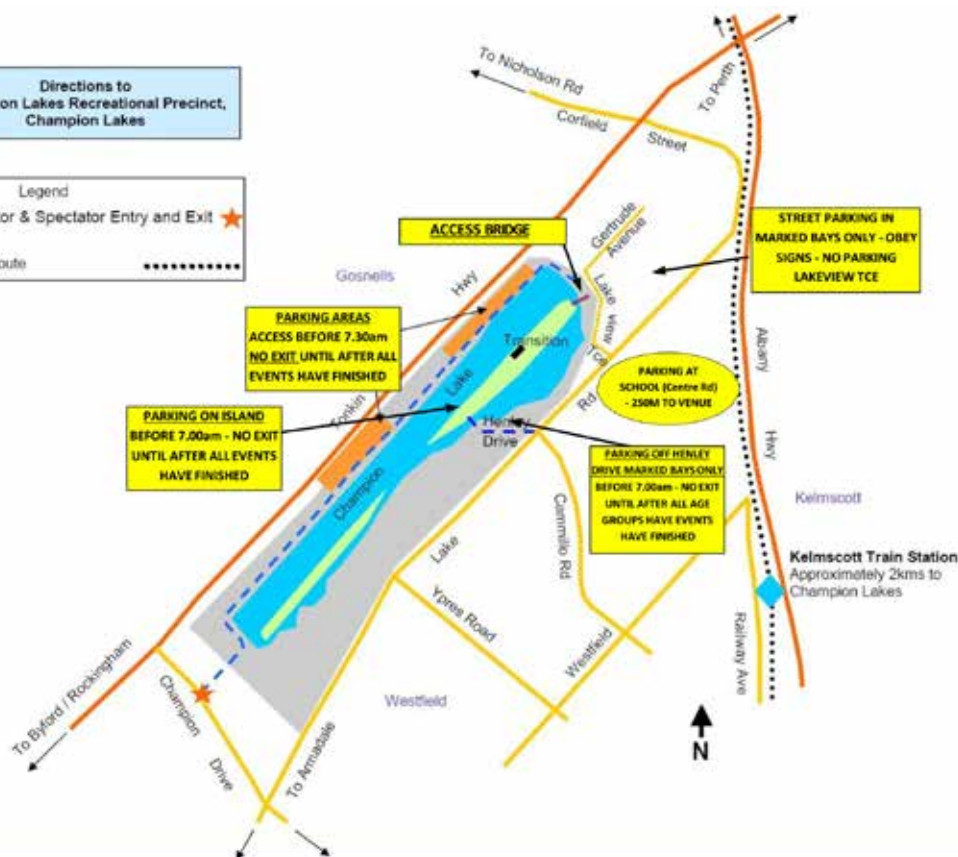 Directions to
on Lakes Recreational Precinct,
Champion Lakes
Legend
or & Spectator Entry and Exit
oute
To Nicholson Rd
Corfield
Street
To Perth
Gertrude
Avenue
ACCESS BRIDGE
STREET PARKING IN
MARKED BAYS ONLY - OBEY
SIGNS - NO PARKING
LAKEVIEW TCE
Gosnells
Hwy
Lake view
Tce
PARKING AREAS
ACCESS BEFORE 7.30am
NO EXIT UNTIL AFTER ALL
EVENTS HAVE FINISHED
Transition
Lake
Albany
Hwy
PARKING AT
SCHOOL (Centre Rd)
- 250M TO VENUE
Rd
PARKING ON ISLAND
BEFORE 7.00am - NO EXIT
UNTIL AFTER ALL EVENTS
HAVE FINISHED
Tonkin
Henley
Drive
PARKING OFF HENLEY
DRIVE MARKED BAYS ONLY
BEFORE 7.00am - NO EXIT
UNTIL AFTER ALL AGE
GROUPS HAVE EVENTS
HAVE FINISHED
Champion
Kelmscott
Cammillo Rd
Lake
Kelmscott Train Station
Approximately 2kms to
Champion Lakes
Ypres Road
Westfield
Railway Ave
To Byford / Rockingham
Champion
Drive
Westfield
To Armadale
N